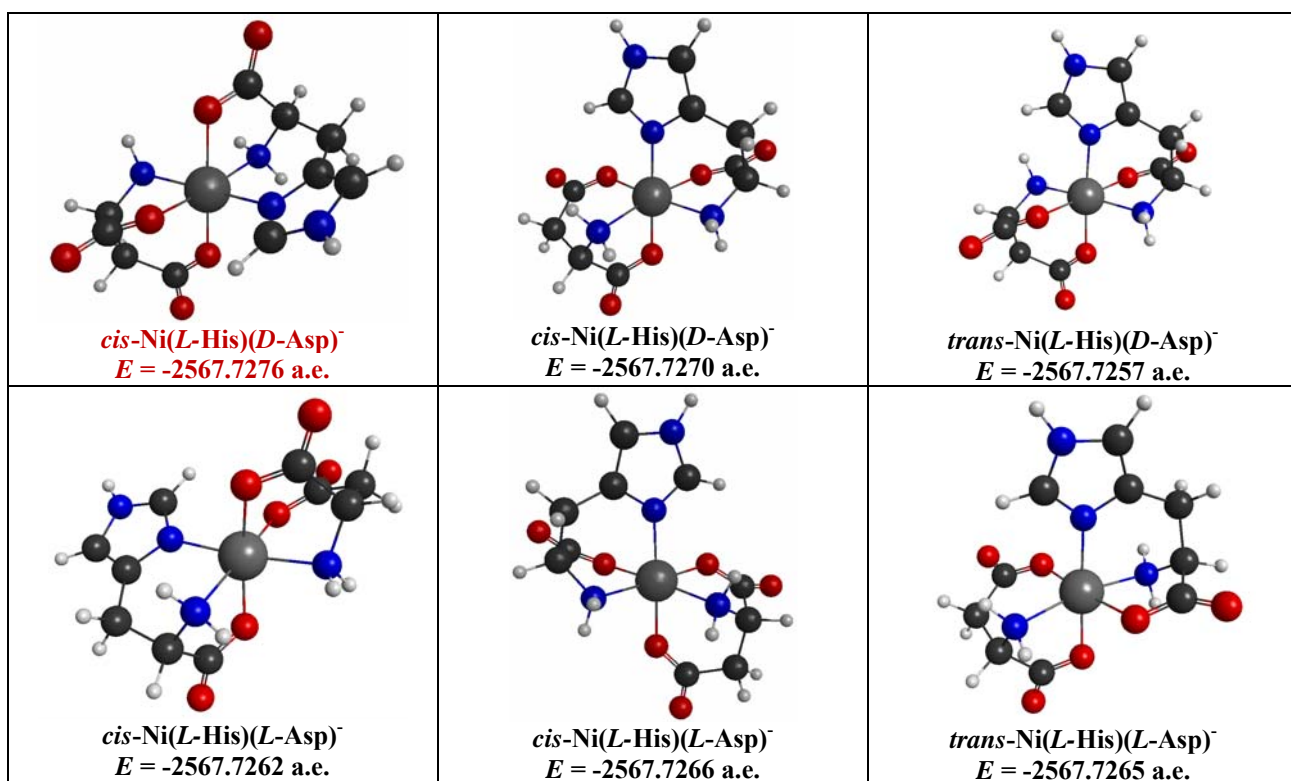 cis-Ni(L-His)(D-Asp)⁻
E = -2567.7276 a.e.
cis-Ni(L-His)(D-Asp)⁻
E = -2567.7270 a.e.
trans-Ni(L-His)(D-Asp)⁻
E = -2567.7257 a.e.
cis-Ni(L-His)(L-Asp)⁻
E = -2567.7262 a.e.
cis-Ni(L-His)(L-Asp)⁻
E = -2567.7266 a.e.
trans-Ni(L-His)(L-Asp)⁻
E = -2567.7265 a.e.